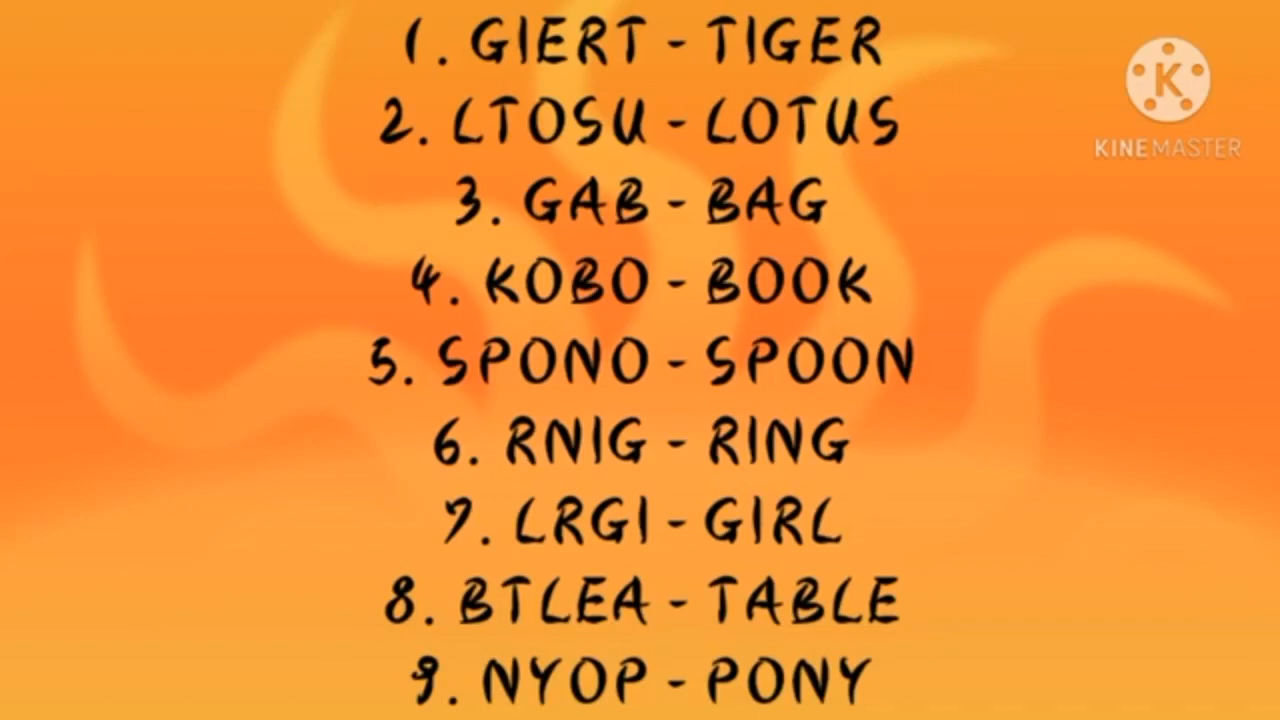 1. GIERT - TIGER
2. LTOSU - LOTUS
3. GAB - BAG
4. KOBO - BOOK
5. SPONO - SPOON
6. RNIG - RING
7. LRGI - GIRL
8. BTLEA - TABLE
9. NYOP - PONY
K
KINEMASTER